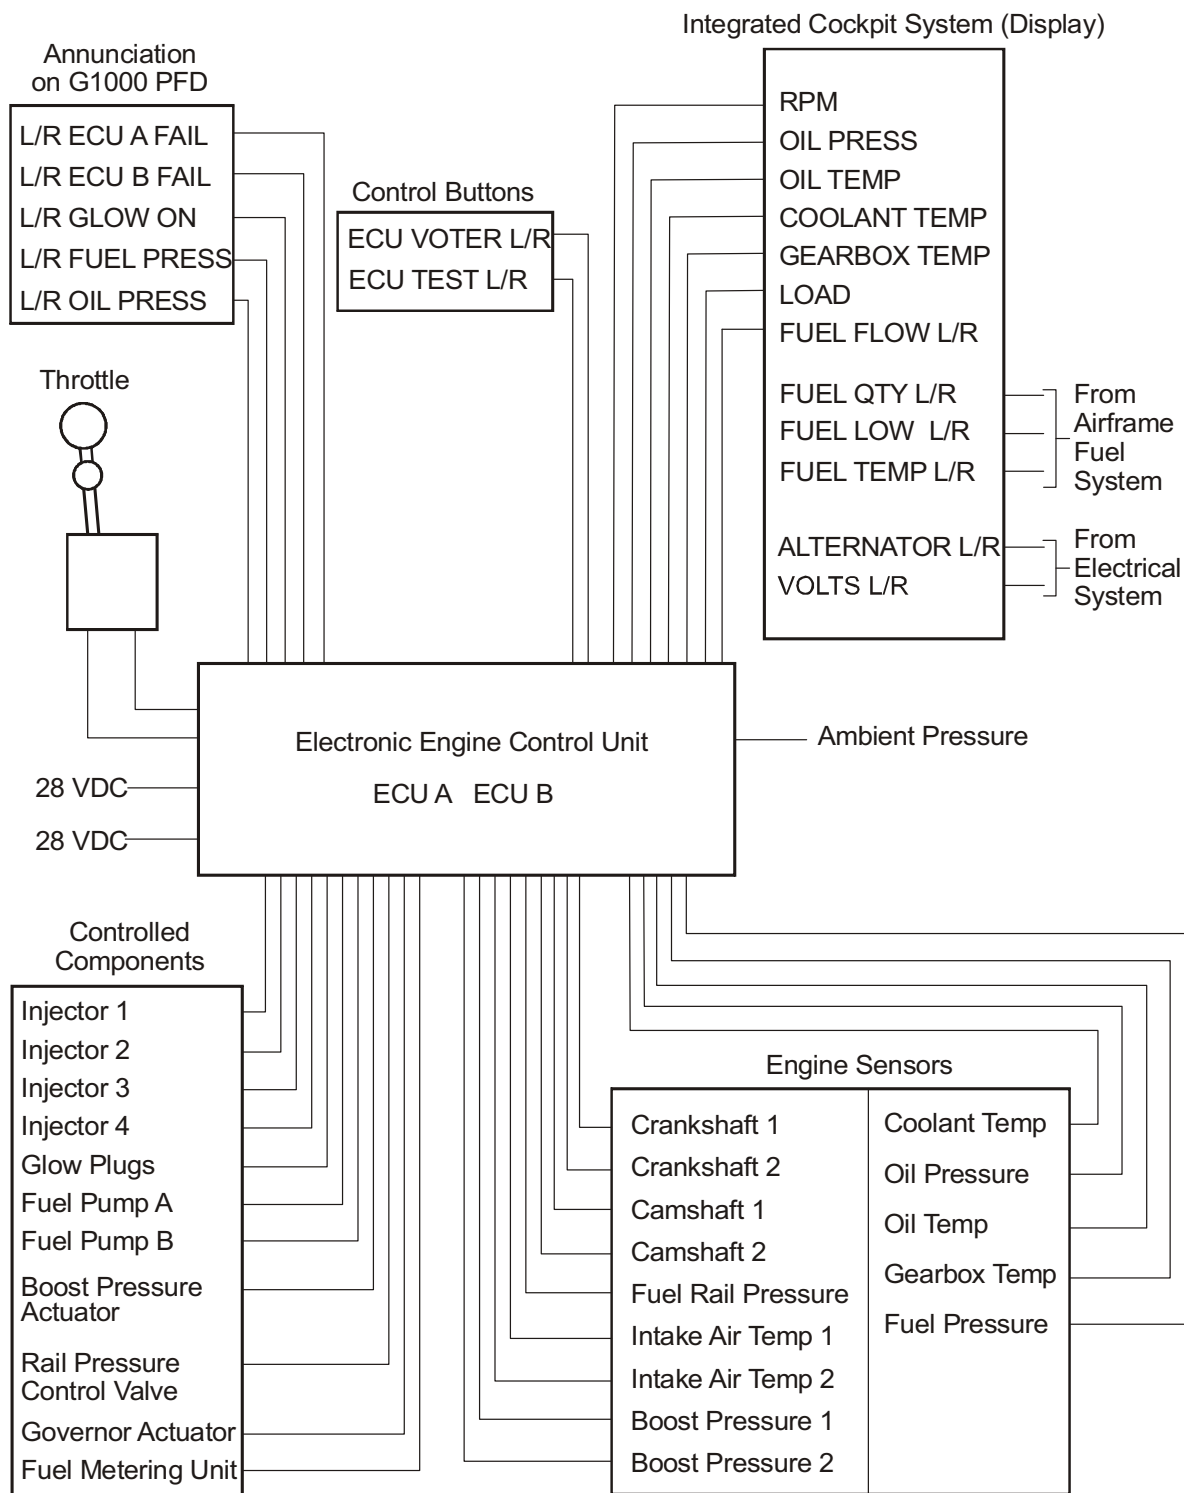 Integrated Cockpit System (Display)
Annunciation
on G1000 PFD
L/R ECU A FAIL
L/R ECU B FAIL
L/R GLOW ON
L/R FUEL PRESS
L/R OIL PRESS
Control Buttons
ECU VOTER L/R
ECU TEST L/R
RPM
OIL PRESS
OIL TEMP
COOLANT TEMP
GEARBOX TEMP
LOAD
FUEL FLOW L/R
FUEL QTY L/R
FUEL LOW L/R
FUEL TEMP L/R
From
Airframe
Fuel
System
ALTERNATOR L/R
VOLTS L/R
From
Electrical
System
Throttle
Electronic Engine Control Unit
ECU A ECU B
Ambient Pressure
28 VDC
28 VDC
Controlled
Components
Injector 1
Injector 2
Injector 3
Injector 4
Glow Plugs
Fuel Pump A
Fuel Pump B
Boost Pressure
Actuator
Rail Pressure
Control Valve
Governor Actuator
Fuel Metering Unit
Engine Sensors
Crankshaft 1
Crankshaft 2
Camshaft 1
Camshaft 2
Fuel Rail Pressure
Intake Air Temp 1
Intake Air Temp 2
Boost Pressure 1
Boost Pressure 2
Coolant Temp
Oil Pressure
Oil Temp
Gearbox Temp
Fuel Pressure